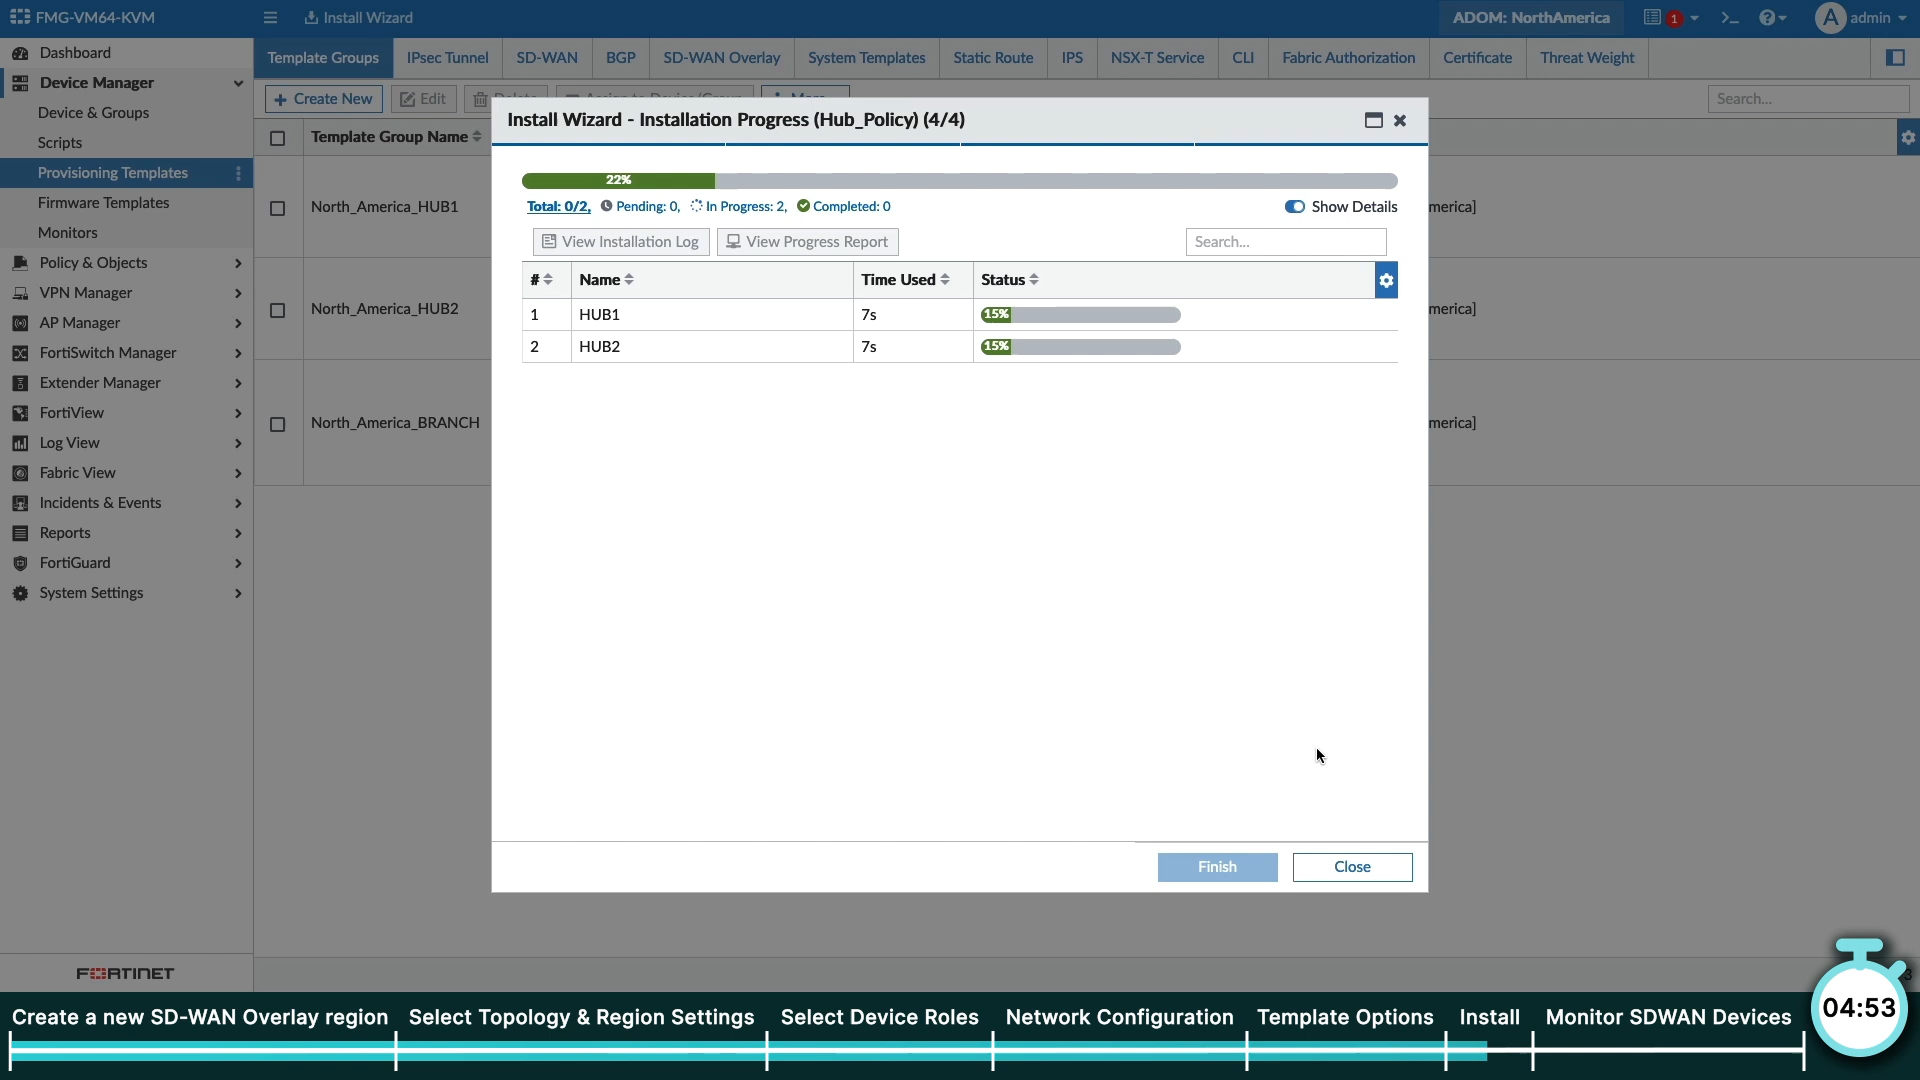 FMG-VM64-KVM
Install Wizard
ADOM: NorthAmerica
1
A
admin
Dashboard
Device Manager
Device & Groups
Scripts
Provisioning Templates
Firmware Templates
Monitors
Policy & Objects
VPN Manager
AP Manager
FortiSwitch Manager
Extender Manager
FortiView
Log View
Fabric View
Incidents & Events
Reports
FortiGuard
System Settings
FORTINET
Template Groups IPsec Tunnel SD-WAN BGP SD-WAN Overlay System Templates Static Route IPS NSX-T Service CLI Fabric Authorization Certificate Threat Weight
+ Create New Edit Delete Assign to Device/Group More
Search...
Template Group Name
North_America_HUB1
merica]
North_America_HUB2
merica]
North_America_BRANCH
merica]
Install Wizard - Installation Progress (Hub_Policy) (4/4)
22%
Total: 0/2, Pending: 0, In Progress: 2, Completed: 0
Show Details
View Installation Log View Progress Report
Search...
# Name Time Used Status
1 HUB1 7s 15%
2 HUB2 7s 15%
Finish Close
Create a new SD-WAN Overlay region Select Topology & Region Settings Select Device Roles Network Configuration Template Options Install Monitor SDWAN Devices
04:53